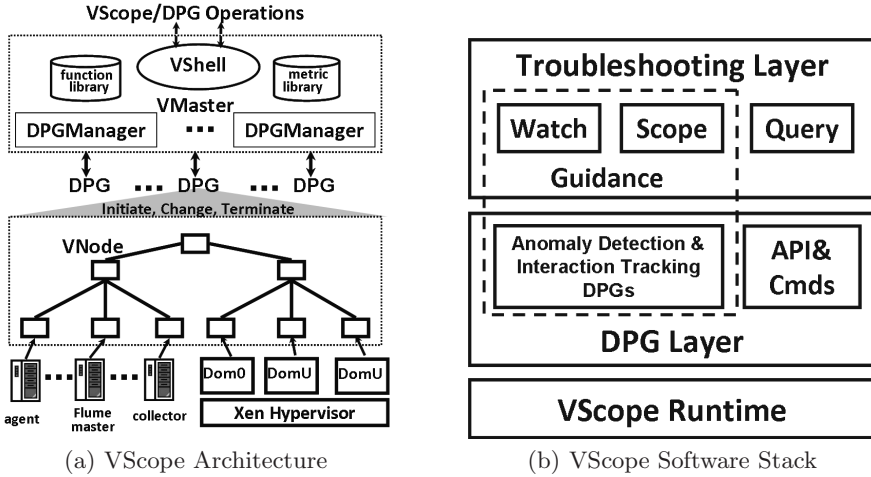 VScope/DPG Operations
VShell
function
library
metric
library
VMaster
DPGManager
DPGManager
DPG
DPG
DPG
Initiate, Change, Terminate
VNode
Dom0
DomU
DomU
agent
Flume
master
collector
Xen Hypervisor
(a) VScope Architecture
Troubleshooting Layer
Watch
Scope
Query
Guidance
Anomaly Detection &
Interaction Tracking
DPGs
API&
Cmds
DPG Layer
VScope Runtime
(b) VScope Software Stack